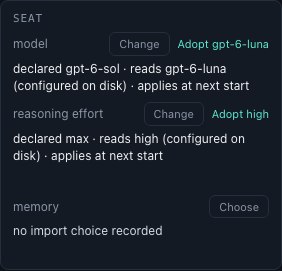 SEAT
model Change Adopt gpt-6-luna
declared gpt-6-sol · reads gpt-6-luna
(configured on disk) · applies at next start
reasoning effort Change Adopt high
declared max · reads high (configured on
disk) · applies at next start
memory Choose
no import choice recorded